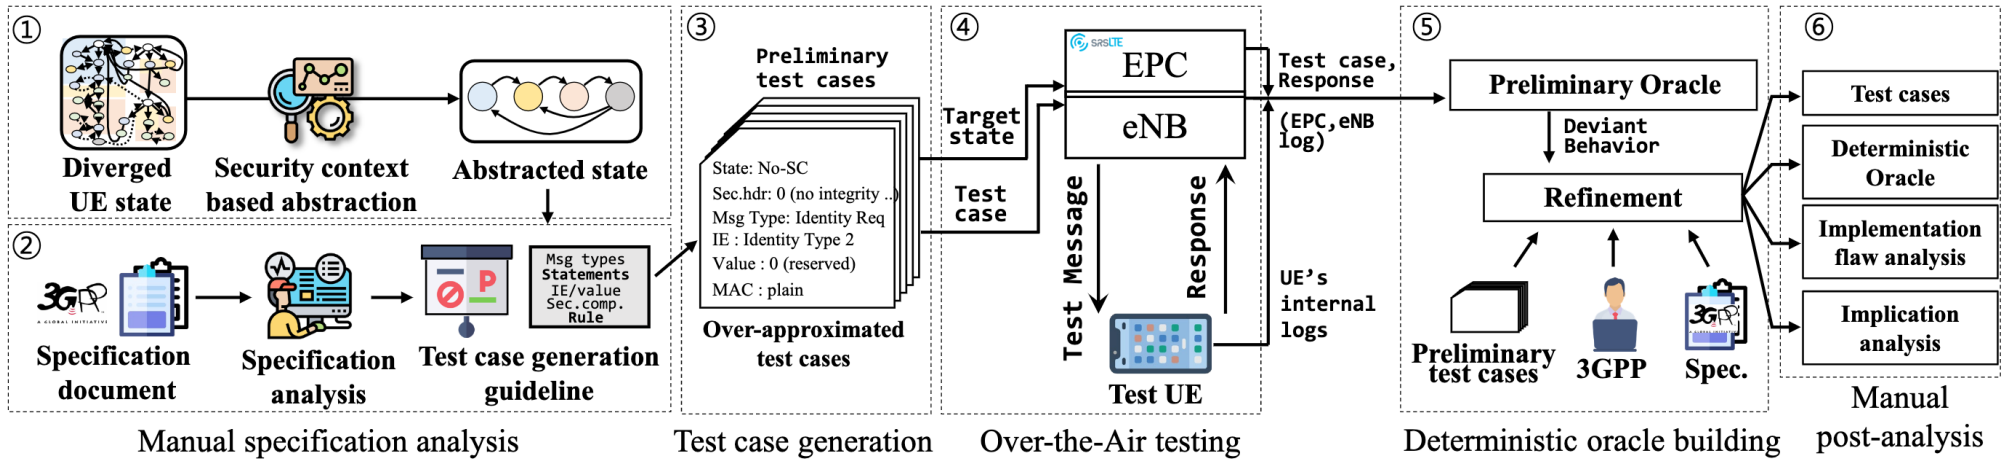 ①
Diverged
UE state
Security context
based abstraction
Abstracted state
②
3GPP
A GLOBAL INITIATIVE
Specification
document
Specification
analysis
P
Test case generation
guideline
Msg types
Statements
IE/value
Sec.comp.
Rule
Manual specification analysis
③
Preliminary
test cases
State: No-SC
Sec.hdr: 0 (no integrity ..)
Msg Type: Identity Req
IE : Identity Type 2
Value : 0 (reserved)
MAC : plain
Over-approximated
test cases
Test case generation
④
Target
state
Test
case
srsLTE
EPC
eNB
Test Message
Response
Test UE
Over-the-Air testing
Test case,
Response
(EPC,eNB
log)
UE's
internal
logs
⑤
Preliminary Oracle
Deviant
Behavior
Refinement
Preliminary
test cases
3GPP
3GPP
A GLOBAL INITIATIVE
Spec.
Deterministic oracle building
⑥
Test cases
Deterministic
Oracle
Implementation
flaw analysis
Implication
analysis
Manual
post-analysis